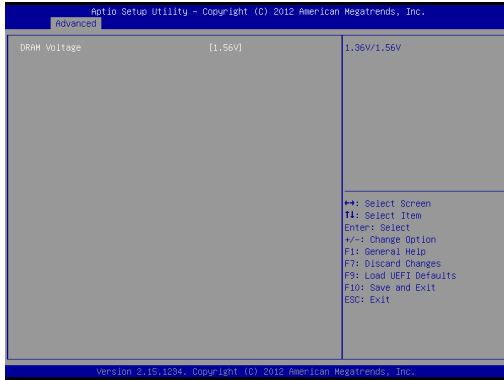 Aptio Setup Utility – Copyright (C) 2012 American Megatrends, Inc.
Advanced
DRAM Voltage [1.56V]
1.36V/1.56V
↔: Select Screen
↑↓: Select Item
Enter: Select
+/-: Change Option
F1: General Help
F7: Discard Changes
F9: Load UEFI Defaults
F10: Save and Exit
ESC: Exit
Version 2.15.1234. Copyright (C) 2012 American Megatrends, Inc.